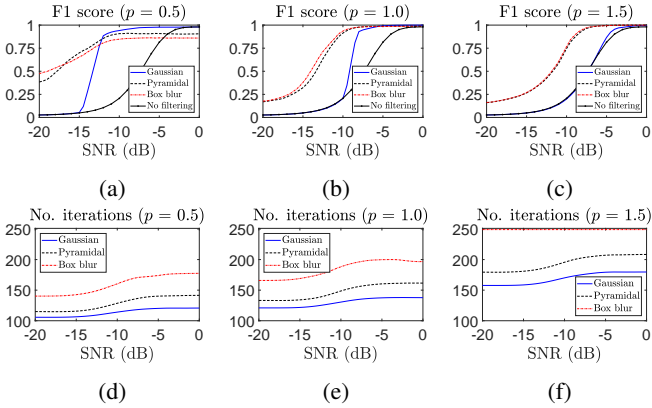 F1 score (p = 0.5)
1
0.75
0.5
0.25
0
Gaussian
Pyramidal
Box blur
No filtering
-20 -15 -10 -5 0
SNR (dB)
(a)
F1 score (p = 1.0)
1
0.75
0.5
0.25
0
Gaussian
Pyramidal
Box blur
No filtering
-20 -15 -10 -5 0
SNR (dB)
(b)
F1 score (p = 1.5)
1
0.75
0.5
0.25
0
Gaussian
Pyramidal
Box blur
No filtering
-20 -15 -10 -5 0
SNR (dB)
(c)
No. iterations (p = 0.5)
250
200
150
100
Gaussian
Pyramidal
Box blur
-20 -15 -10 -5 0
SNR (dB)
(d)
No. iterations (p = 1.0)
250
200
150
100
Gaussian
Pyramidal
Box blur
-20 -15 -10 -5 0
SNR (dB)
(e)
No. iterations (p = 1.5)
250
200
150
100
Gaussian
Pyramidal
Box blur
-20 -15 -10 -5 0
SNR (dB)
(f)